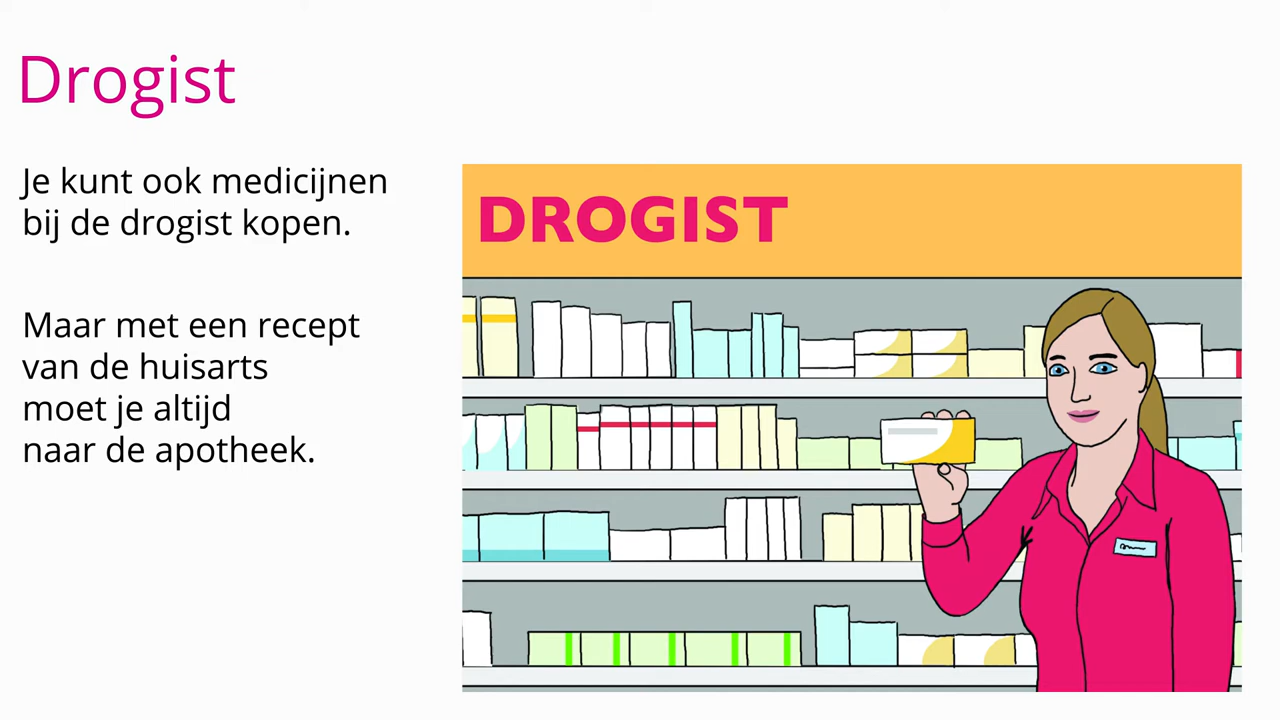 Drogist
Je kunt ook medicijnen
bij de drogist kopen.
Maar met een recept
van de huisarts
moet je altijd
naar de apotheek.
DROGIST